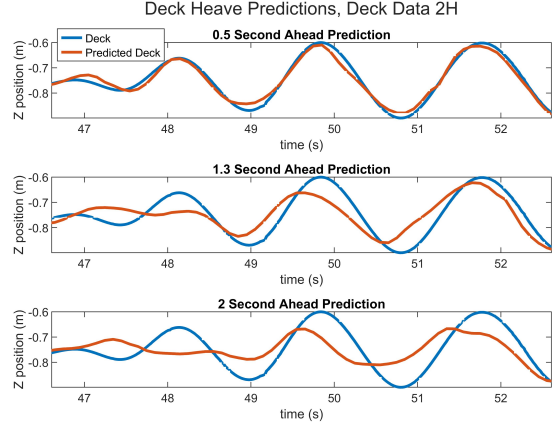 Deck Heave Predictions, Deck Data 2H
0.5 Second Ahead Prediction
Deck
Predicted Deck
Z position (m)
-0.6
-0.7
-0.8
47 48 49 50 51 52
time (s)
1.3 Second Ahead Prediction
Z position (m)
-0.6
-0.7
-0.8
47 48 49 50 51 52
time (s)
2 Second Ahead Prediction
Z position (m)
-0.6
-0.7
-0.8
47 48 49 50 51 52
time (s)